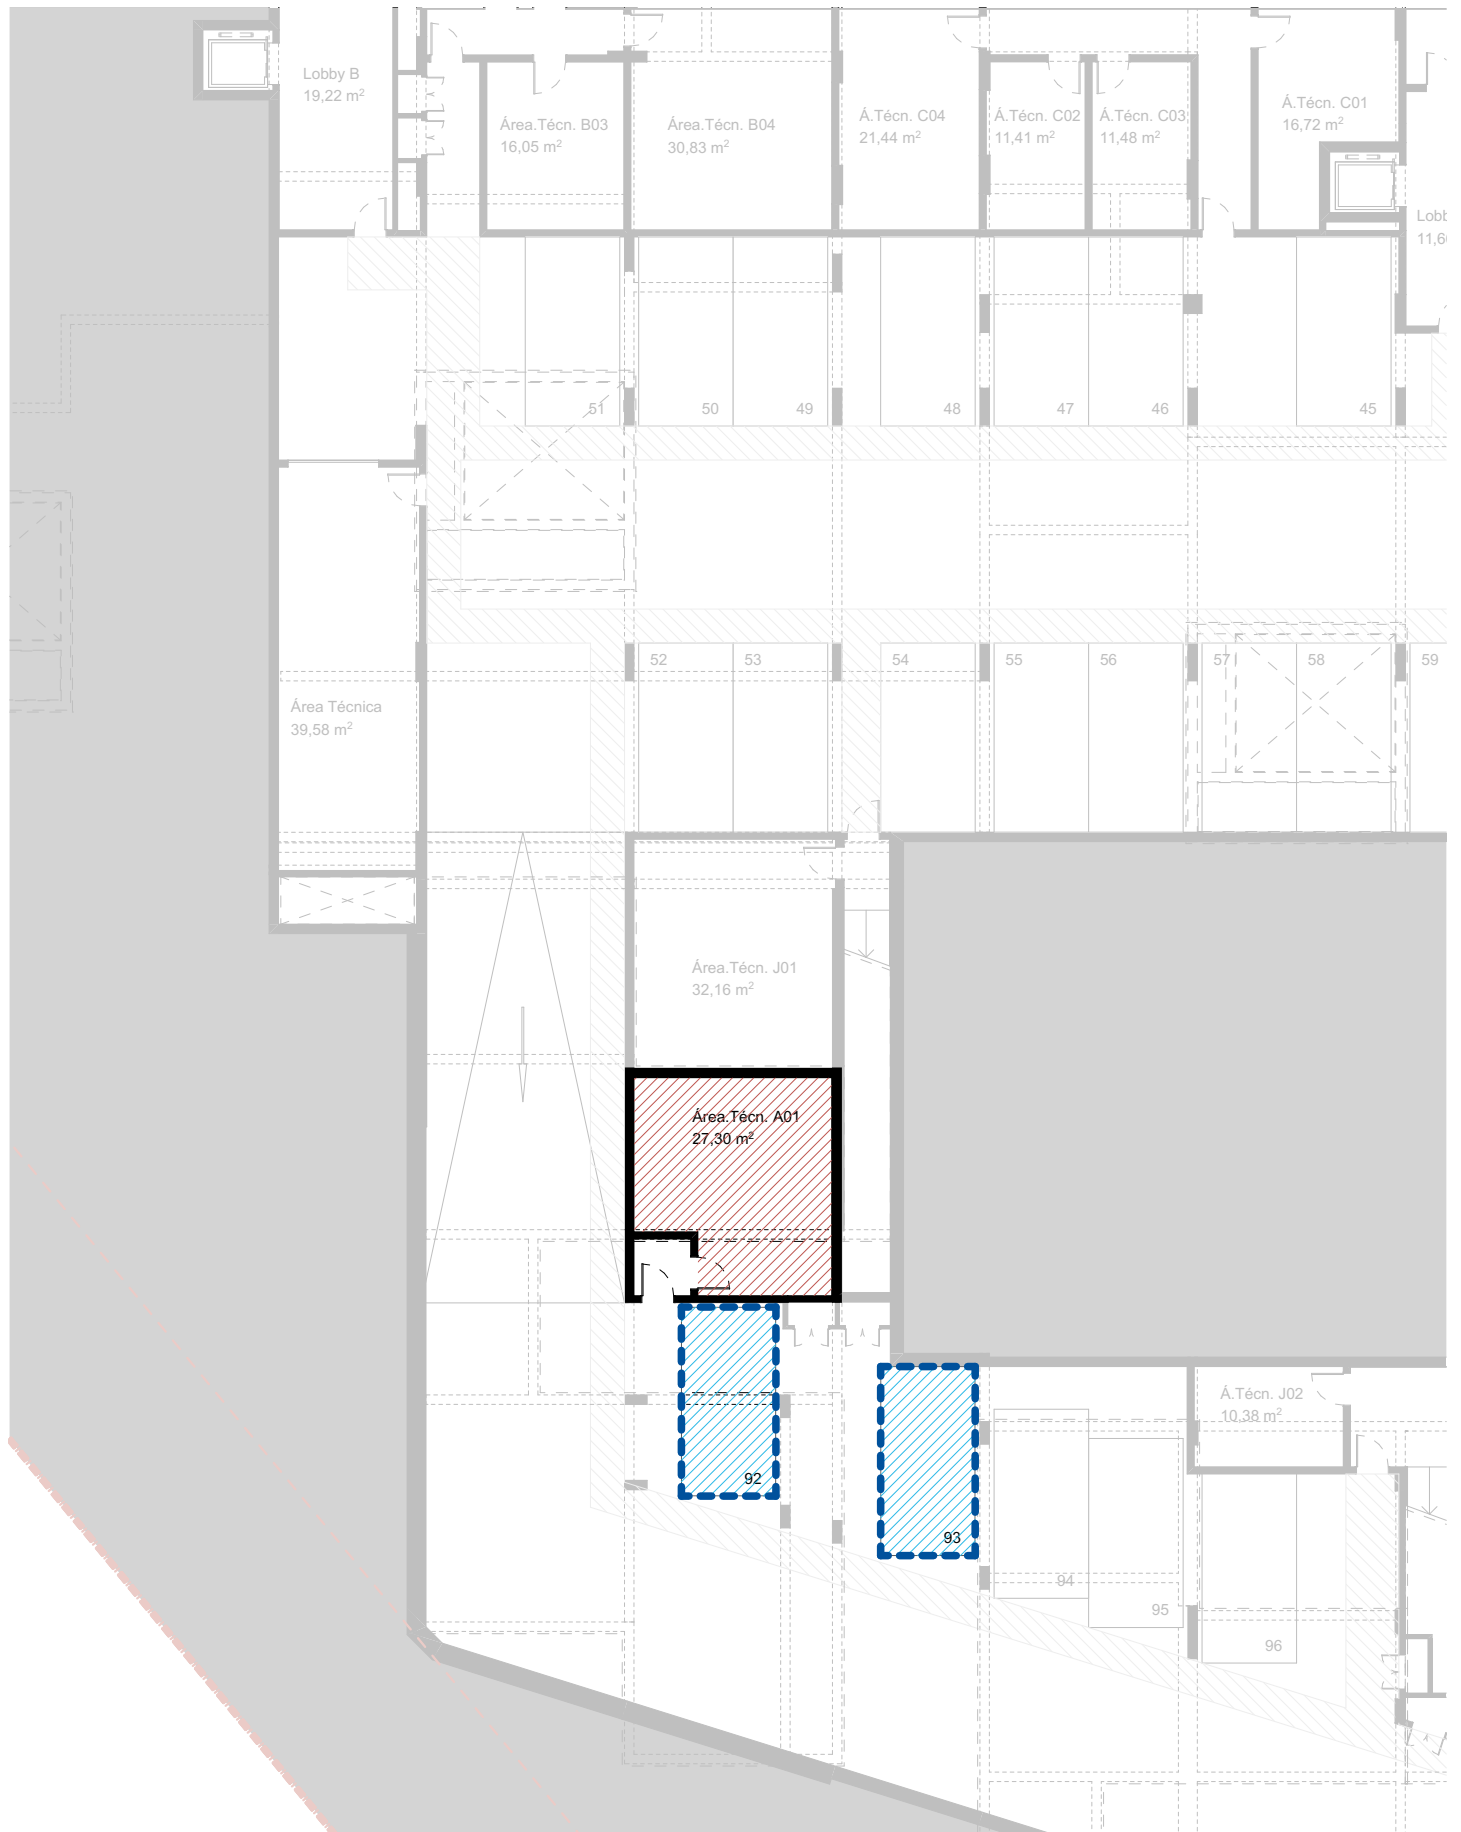 Lobby B
19,22 m²
Área.Técn. B03
16,05 m²
Área.Técn. B04
30,83 m²
Á.Técn. C04
21,44 m²
Á.Técn. C02
11,41 m²
Á.Técn. C03
11,48 m²
Á.Técn. C01
16,72 m²
Lobb
11,6
51
50
49
48
47
46
45
52
53
54
55
56
57
58
59
Área Técnica
39,58 m²
Área.Técn. J01
32,16 m²
Área.Técn. A01
27,30 m²
Á.Técn. J02
10,38 m²
92
93
94
95
96